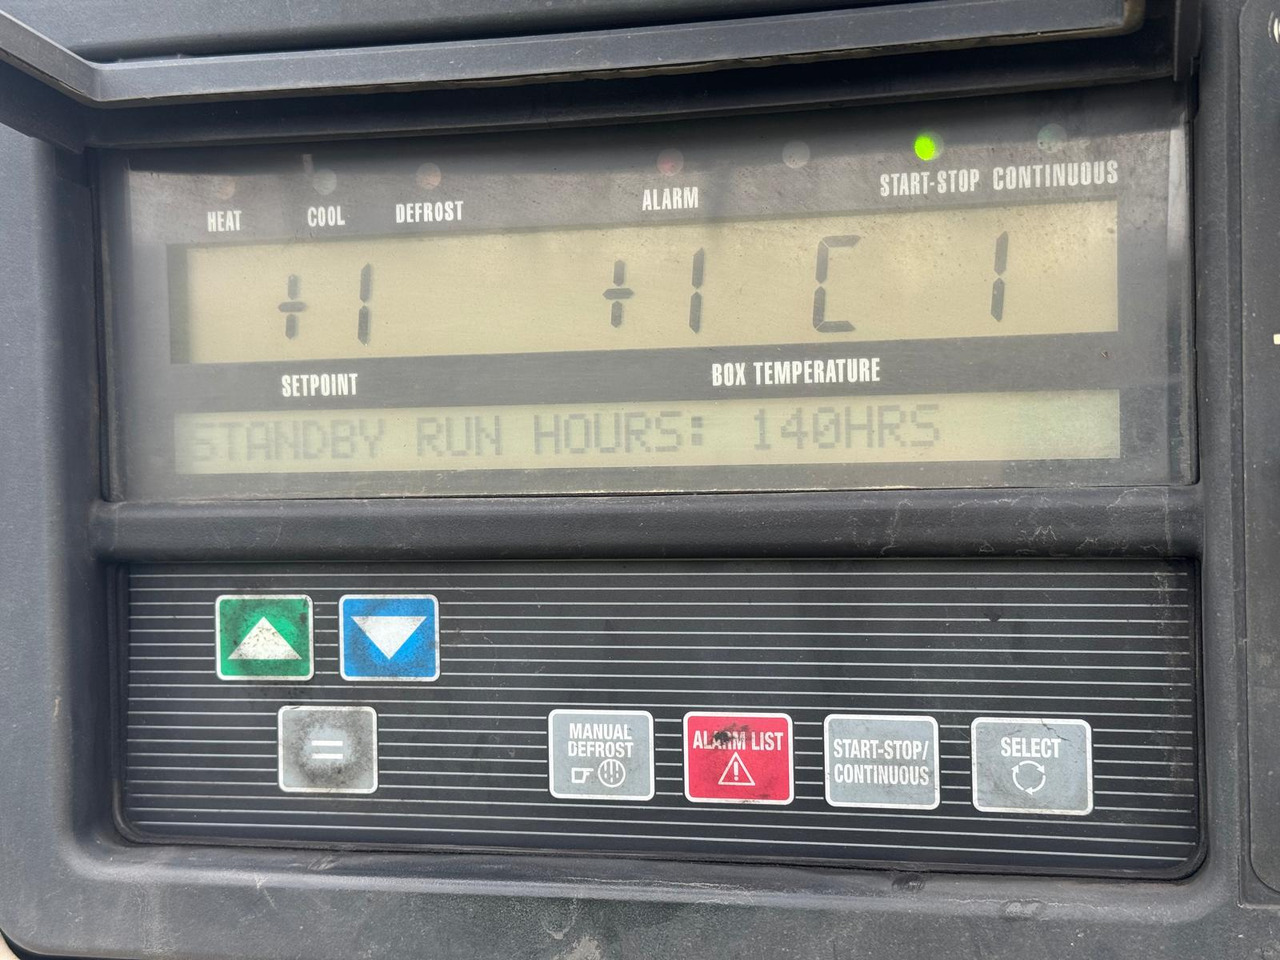 HEAT COOL DEFROST ALARM START-STOP CONTINUOUS
+1 +1 C 1
SETPOINT BOX TEMPERATURE
STANDBY RUN HOURS: 140HRS
=
MANUAL DEFROST
ALARM LIST
START-STOP/
CONTINUOUS
SELECT